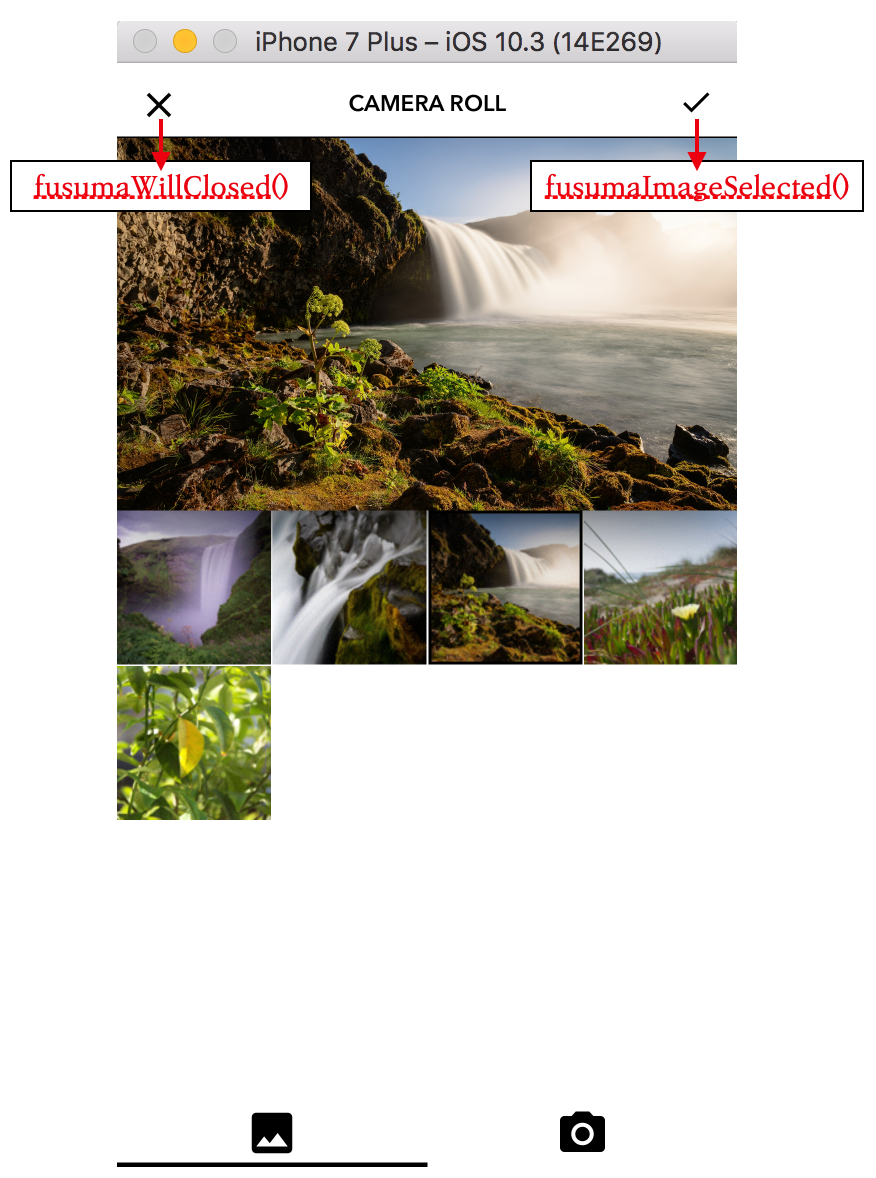 iPhone 7 Plus – iOS 10.3 (14E269)
CAMERA ROLL
fusumaWillClosed()
fusumaImageSelected()